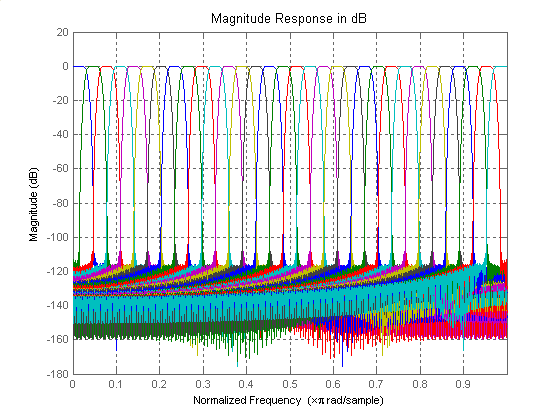 Magnitude Response in dB
20
0
-20
-40
-60
-80
-100
-120
-140
-160
-180
Magnitude (dB)
0 0.1 0.2 0.3 0.4 0.5 0.6 0.7 0.8 0.9
Normalized Frequency (×π rad/sample)